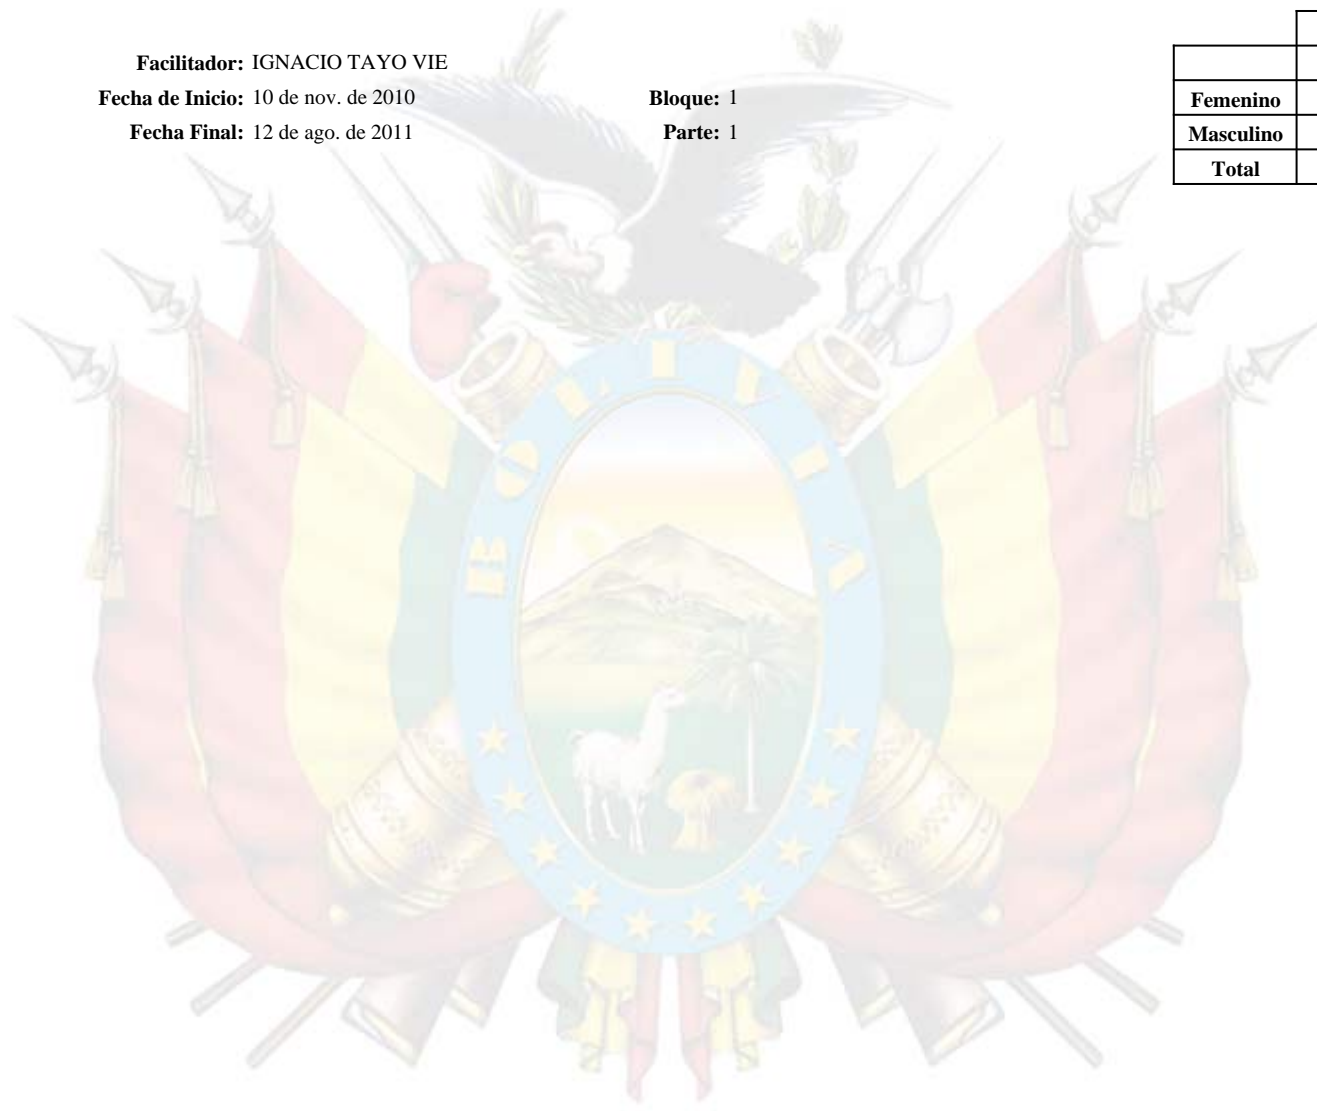 Facilitador: IGNACIO TAYO VIE
Fecha de Inicio: 10 de nov. de 2010
Bloque: 1
Fecha Final: 12 de ago. de 2011
Parte: 1
Femenino
Masculino
Total
BOLIVIA